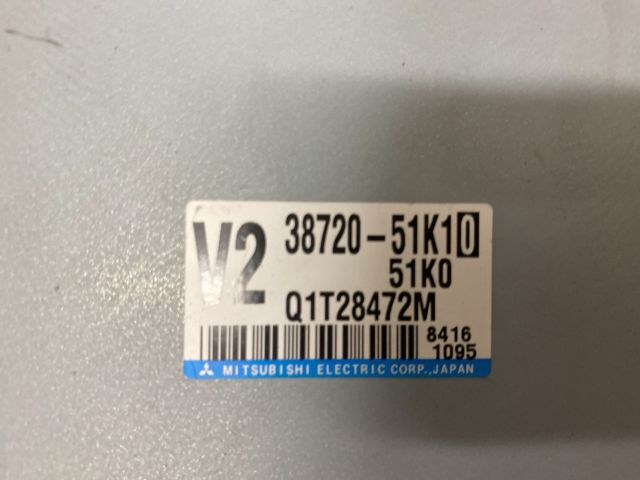 V2
38720-51K10
51K0
Q1T28472M
8416
1095
MITSUBISHI ELECTRIC CORP.,JAPAN